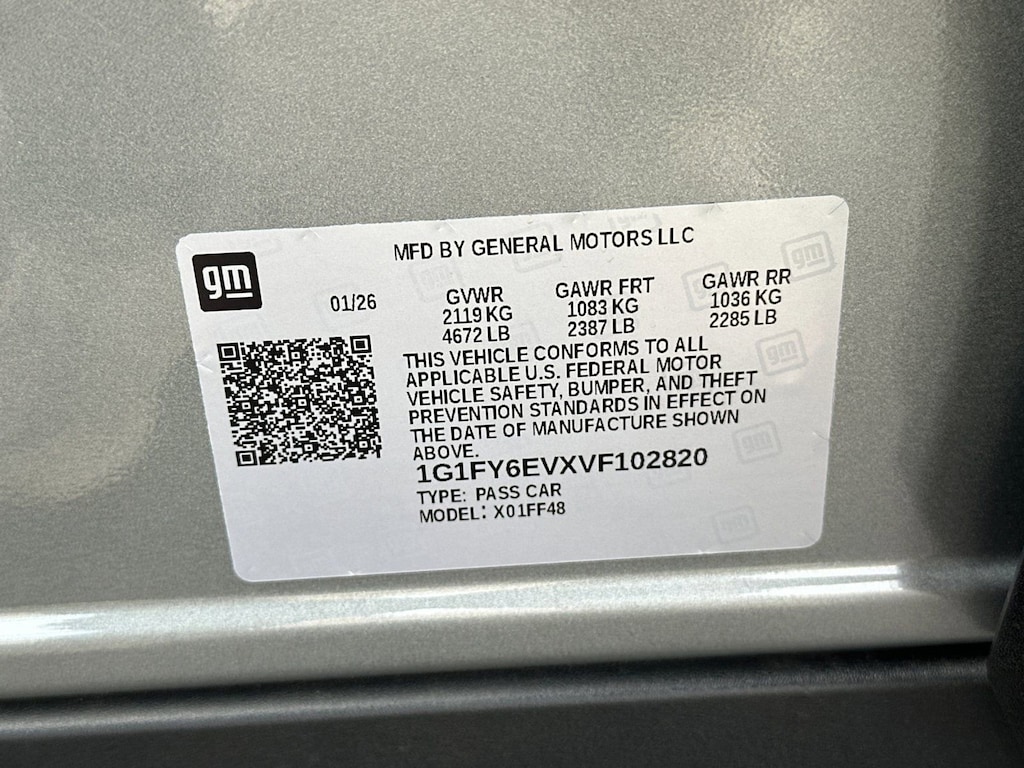 gm
MFD BY GENERAL MOTORS LLC
01/26
GVWR
2119 KG
4672 LB
GAWR FRT
1083 KG
2387 LB
GAWR RR
1036 KG
2285 LB
THIS VEHICLE CONFORMS TO ALL
APPLICABLE U.S. FEDERAL MOTOR
VEHICLE SAFETY, BUMPER, AND THEFT
PREVENTION STANDARDS IN EFFECT ON
THE DATE OF MANUFACTURE SHOWN
ABOVE.
1G1FY6EVXVF102820
TYPE: PASS CAR
MODEL: X01FF48